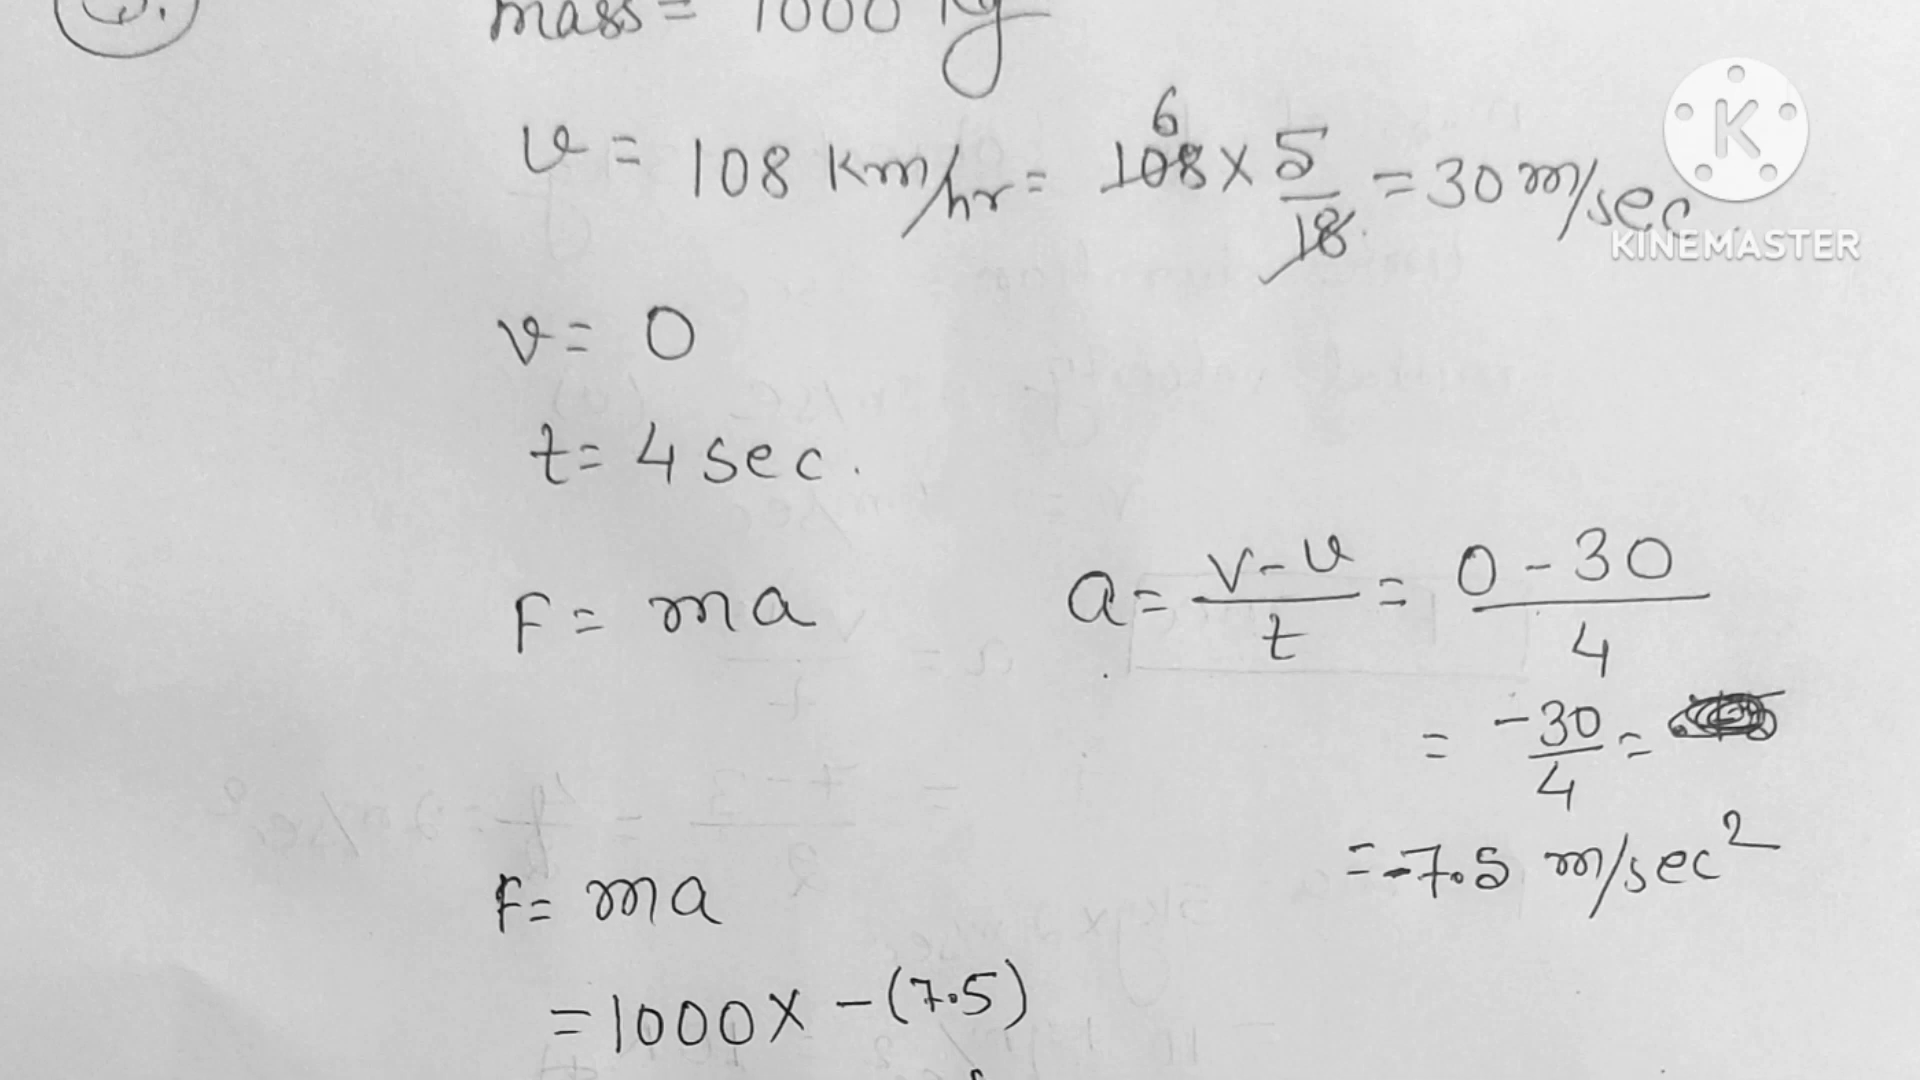 mass = 1000 Kg
u = 108 Km/hr = 108 6 × 5/18 = 30 m/sec
K
KINEMASTER
v = 0
t = 4 sec.
F = ma
a = v-u/t = 0-30/4
= -30/4 =
= -7.5 m/sec²
F = ma
= 1000 × -(7.5)